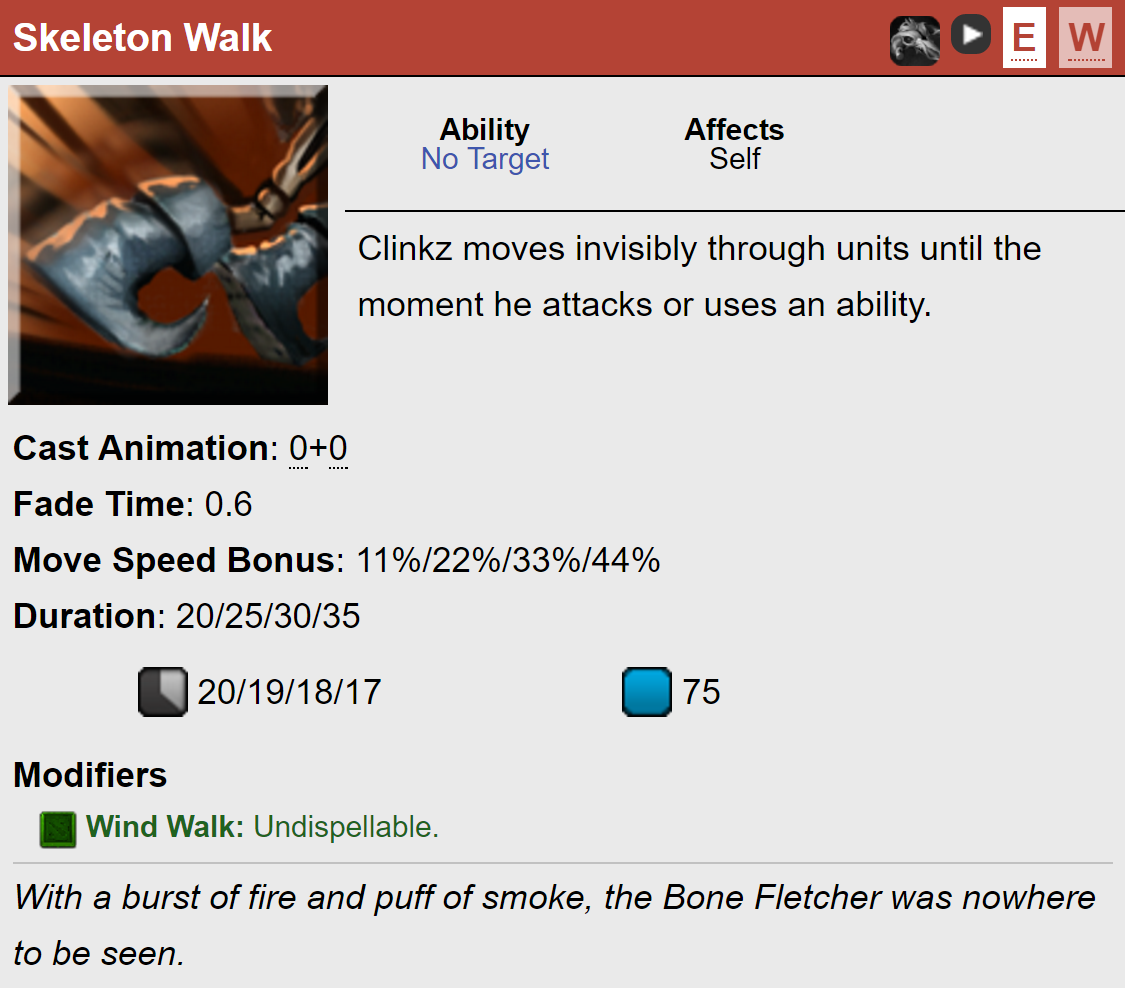 Skeleton Walk E W
Ability Affects
No Target Self
Clinkz moves invisibly through units until the
moment he attacks or uses an ability.
Cast Animation: 0+0
Fade Time: 0.6
Move Speed Bonus: 11%/22%/33%/44%
Duration: 20/25/30/35
20/19/18/17 75
Modifiers
Wind Walk: Undispellable.
With a burst of fire and puff of smoke, the Bone Fletcher was nowhere
to be seen.